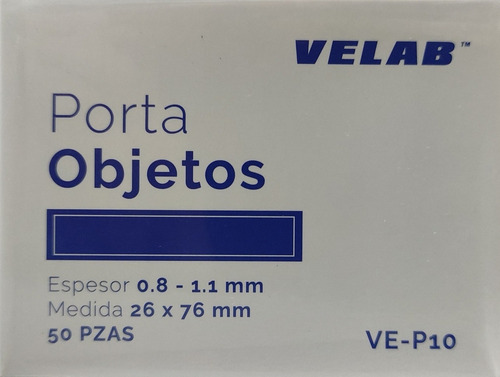 VELAB™
Porta
Objetos
Espesor 0.8 - 1.1 mm
Medida 26 x 76 mm
50 PZAS
VE-P10